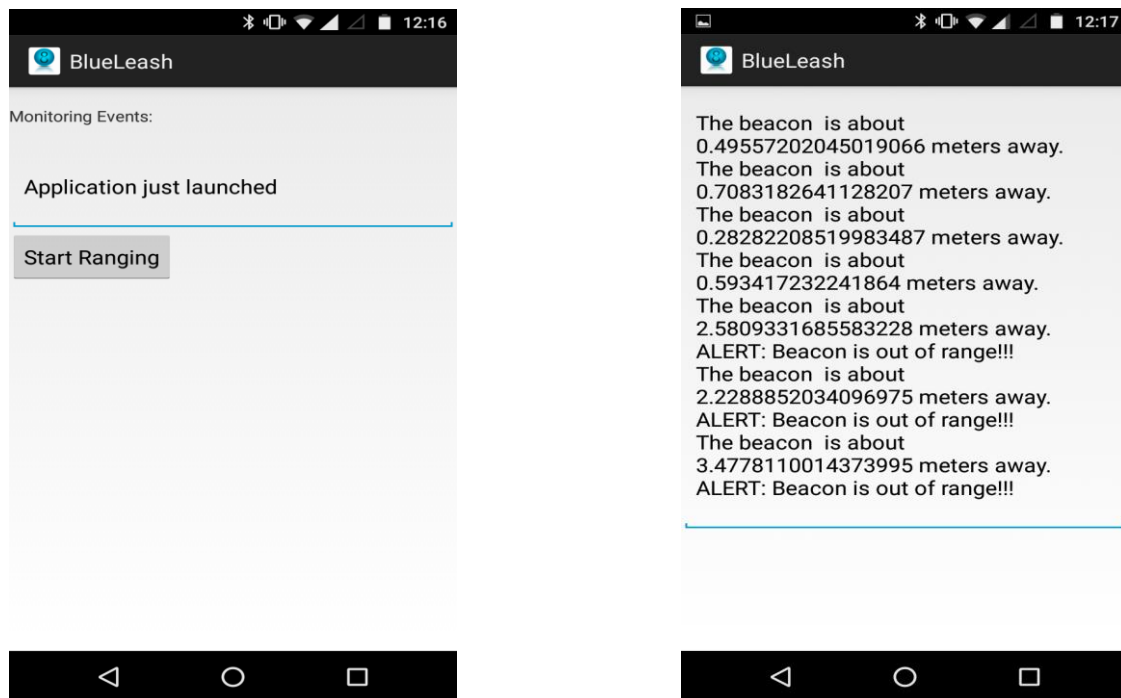 12:16
BlueLeash
Monitoring Events:
Application just launched
Start Ranging
12:17
BlueLeash
The beacon  is about
0.49557202045019066 meters away.
The beacon  is about
0.7083182641128207 meters away.
The beacon  is about
0.28282208519983487 meters away.
The beacon  is about
0.593417232241864 meters away.
The beacon  is about
2.5809331685583228 meters away.
ALERT: Beacon is out of range!!!
The beacon  is about
2.2288852034096975 meters away.
ALERT: Beacon is out of range!!!
The beacon  is about
3.4778110014373995 meters away.
ALERT: Beacon is out of range!!!